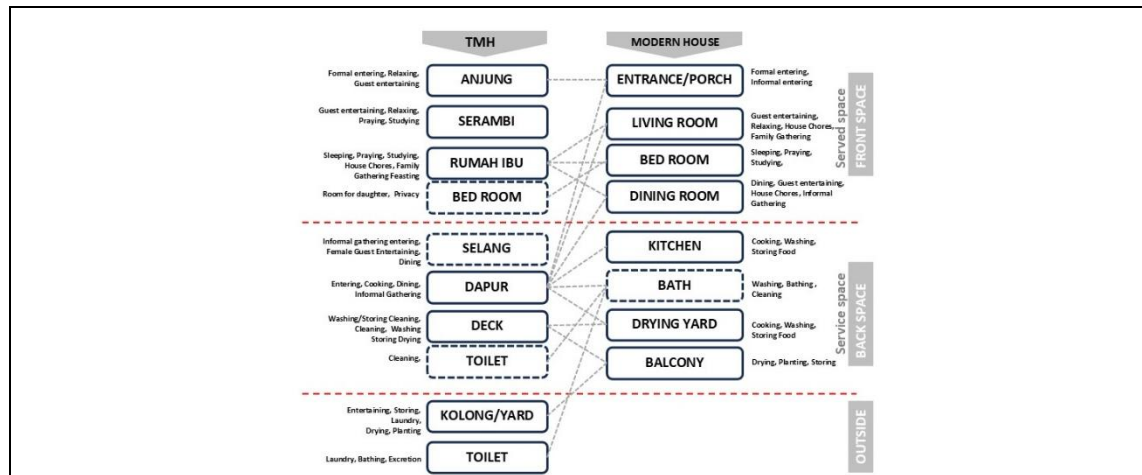 TMH
MODERN HOUSE
Formal entering, Relaxing,
Guest entertaining
ANJUNG
ENTRANCE/PORCH
Formal entering,
Informal entering
Guest entertaining, Relaxing,
Praying, Studying
SERAMBI
LIVING ROOM
Guest entertaining,
Relaxing, House Chores,
Family Gathering
Sleeping, Praying, Studying,
House Chores, Family
Gathering Feasting
RUMAH IBU
BED ROOM
Sleeping, Praying,
Studying,
Room for daughter, Privacy
BED ROOM
DINING ROOM
Dining, Guest entertaining,
House Chores, Informal
Gathering
Served space
FRONT SPACE
Informal gathering entering,
Female Guest Entertaining,
Dining
SELANG
KITCHEN
Cooking, Washing,
Storing Food
Entering, Cooking, Dining,
Informal Gathering
DAPUR
BATH
Washing, Bathing ,
Cleaning
Washing/Storing Cleaning,
Cleaning, Washing
Storing Drying
DECK
DRYING YARD
Cooking, Washing,
Storing Food
Cleaning,
TOILET
BALCONY
Drying, Planting, Storing
Service space
BACK SPACE
Entertaining, Storing,
Laundry,
Drying, Planting
KOLONG/YARD
Laundry, Bathing, Excretion
TOILET
OUTSIDE